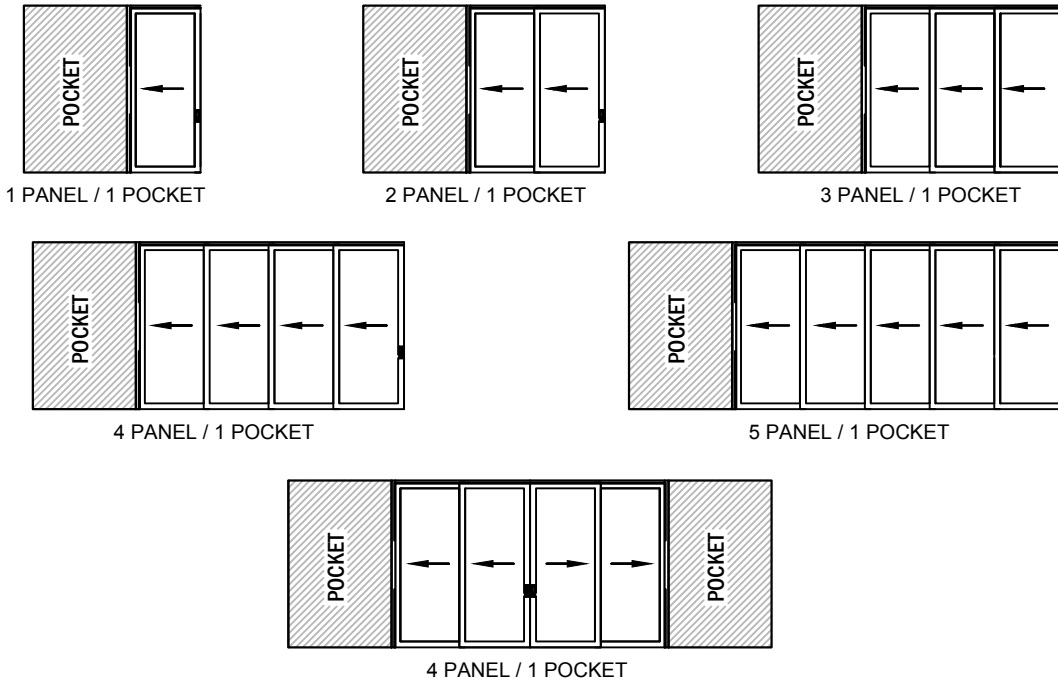 POCKET
1 PANEL / 1 POCKET
POCKET
2 PANEL / 1 POCKET
POCKET
3 PANEL / 1 POCKET
POCKET
4 PANEL / 1 POCKET
POCKET
5 PANEL / 1 POCKET
POCKET
POCKET
4 PANEL / 1 POCKET